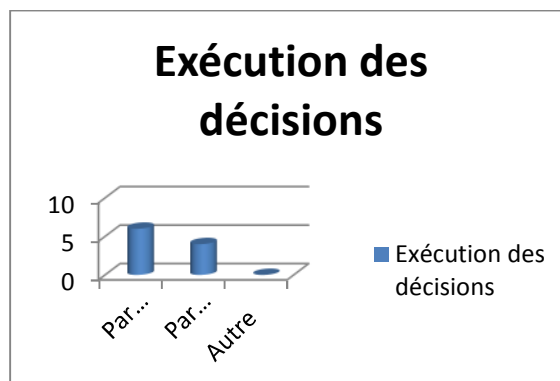 Exécution des
décisions
10
5
0
Par...
Par...
Autre
Exécution des
décisions